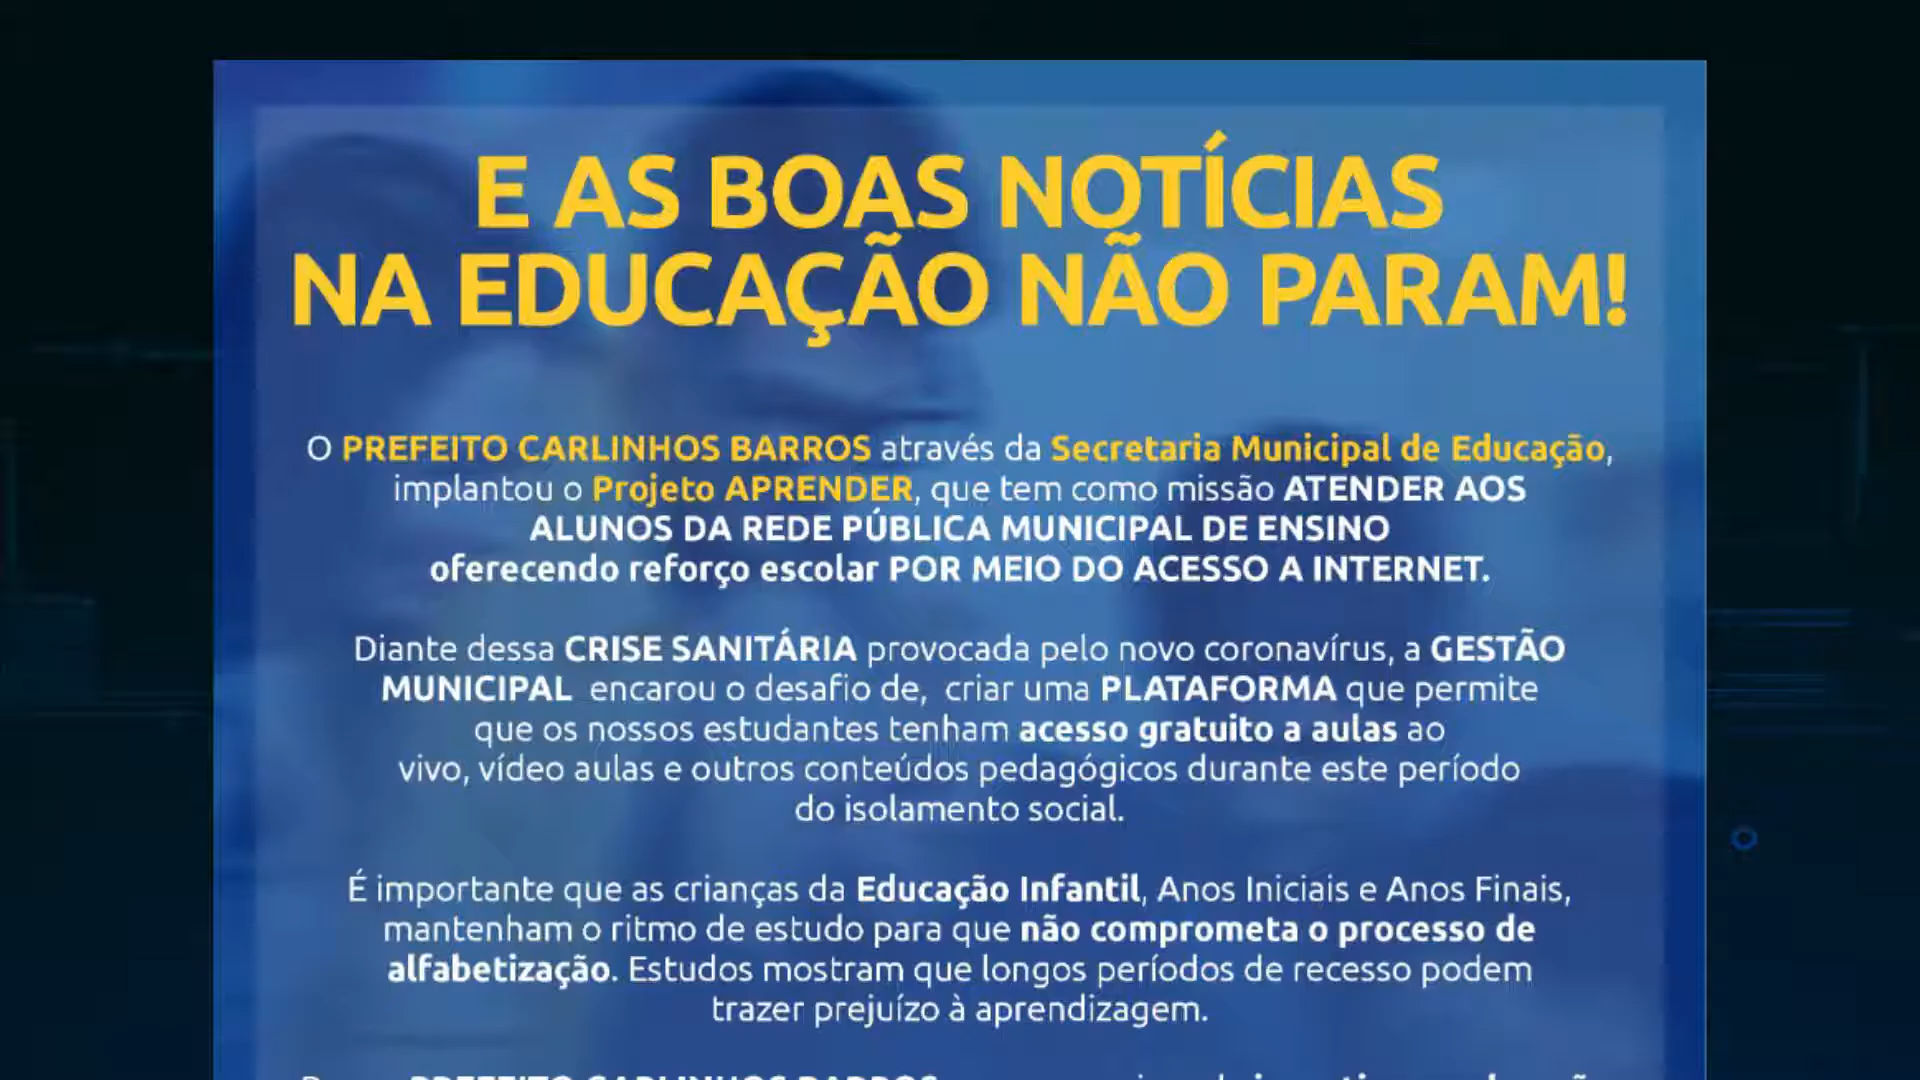 E AS BOAS NOTÍCIAS
NA EDUCAÇÃO NÃO PARAM!
O PREFEITO CARLINHOS BARROS através da Secretaria Municipal de Educação,
implantou o Projeto APRENDER, que tem como missão ATENDER AOS
ALUNOS DA REDE PÚBLICA MUNICIPAL DE ENSINO
oferecendo reforço escolar POR MEIO DO ACESSO A INTERNET.
Diante dessa CRISE SANITÁRIA provocada pelo novo coronavírus, a GESTÃO
MUNICIPAL encarou o desafio de, criar uma PLATAFORMA que permite
que os nossos estudantes tenham acesso gratuito a aulas ao
vivo, vídeo aulas e outros conteúdos pedagógicos durante este período
do isolamento social.
É importante que as crianças da Educação Infantil, Anos Iniciais e Anos Finais,
mantenham o ritmo de estudo para que não comprometa o processo de
alfabetização. Estudos mostram que longos períodos de recesso podem
trazer prejuízo à aprendizagem.
PREFEITO CARLINHOS BARROS